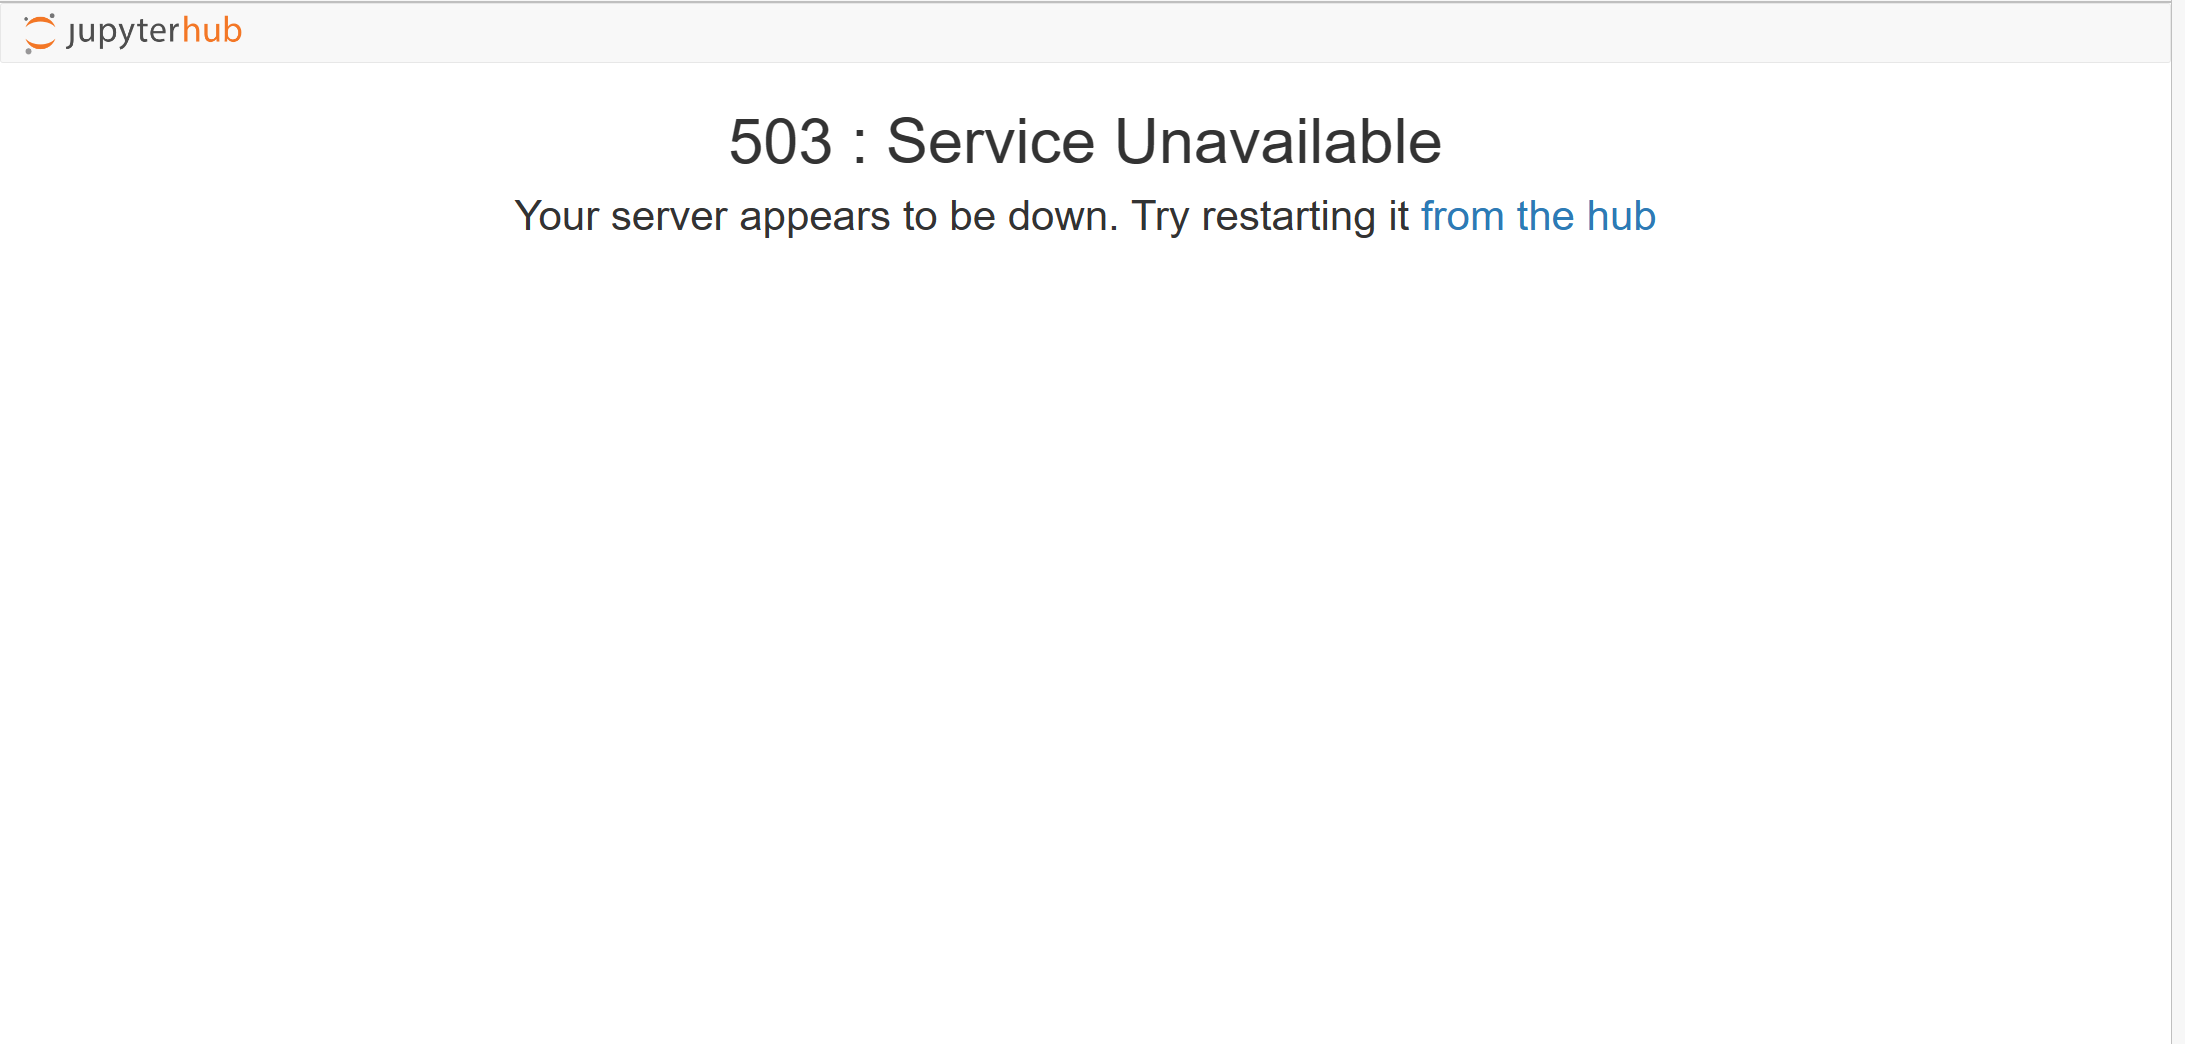 jupyterhub
503 : Service Unavailable
Your server appears to be down. Try restarting it from the hub